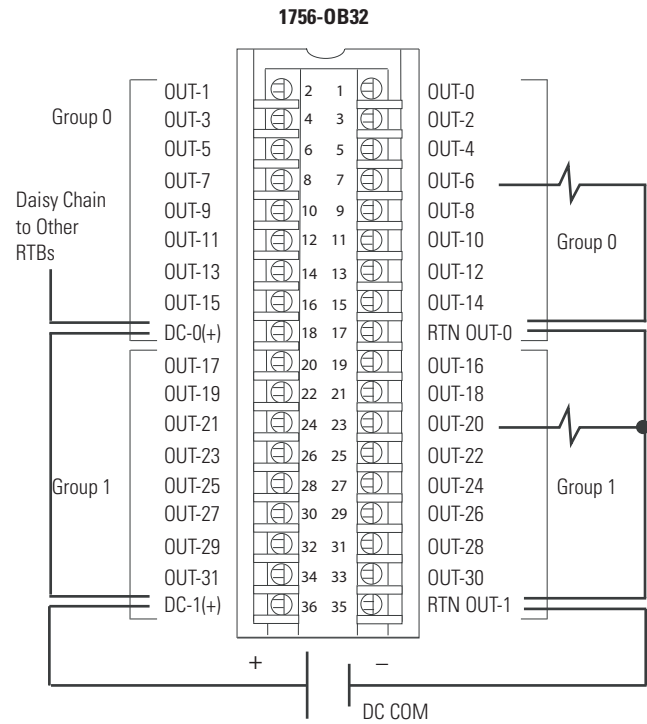 1756-OB32
OUT-1 2 1 OUT-0
Group 0 OUT-3 4 3 OUT-2
OUT-5 6 5 OUT-4
OUT-7 8 7 OUT-6
Daisy Chain
to Other
RTBs
OUT-9 10 9 OUT-8
OUT-11 12 11 OUT-10 Group 0
OUT-13 14 13 OUT-12
OUT-15 16 15 OUT-14
DC-0(+) 18 17 RTN OUT-0
OUT-17 20 19 OUT-16
OUT-19 22 21 OUT-18
OUT-21 24 23 OUT-20
OUT-23 26 25 OUT-22
Group 1 OUT-25 28 27 OUT-24 Group 1
OUT-27 30 29 OUT-26
OUT-29 32 31 OUT-28
OUT-31 34 33 OUT-30
DC-1(+) 36 35 RTN OUT-1
+ –
DC COM